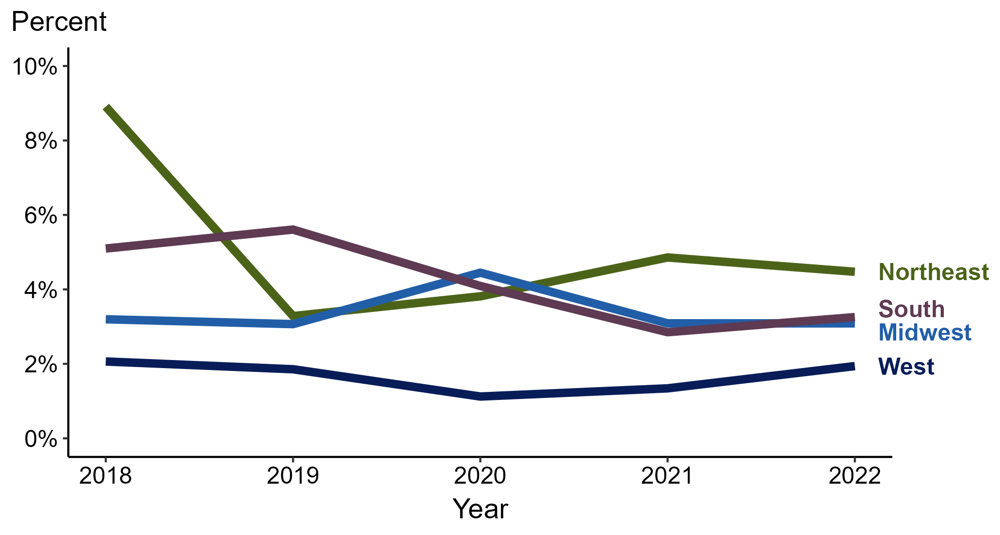 Percent
10%
8%
6%
4%
2%
0%
Northeast
South
Midwest
West
2018 2019 2020 2021 2022
Year